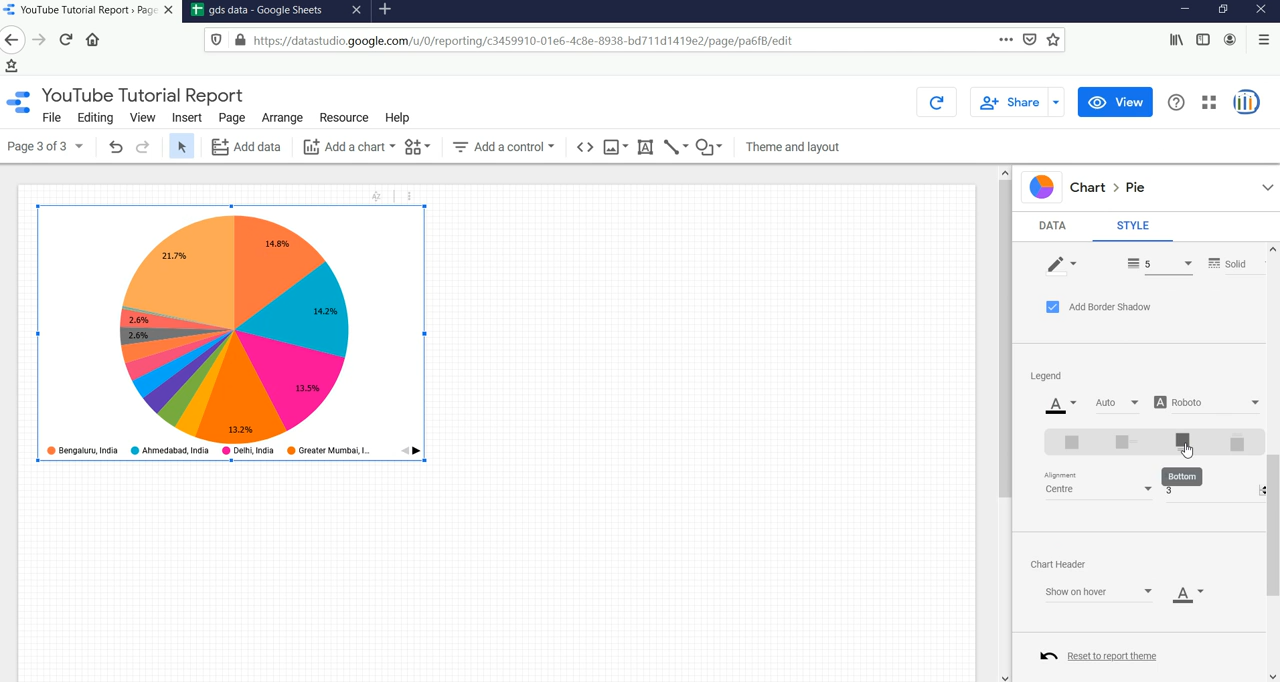 YouTube Tutorial Report › Page
gds data - Google Sheets
https://datastudio.google.com/u/0/reporting/c3459910-01e6-4c8e-8938-bd711d1419e2/page/pa6fB/edit
YouTube Tutorial Report
File Editing View Insert Page Arrange Resource Help
Share
View
Page 3 of 3
Add data
Add a chart
Add a control
Theme and layout
Chart > Pie
DATA STYLE
5
Solid
Add Border Shadow
Legend
A Auto A Roboto
Bottom
Alignment
Centre
3
Chart Header
Show on hover A
Reset to report theme
21.7%
14.8%
14.2%
2.6%
2.6%
13.5%
13.2%
Bengaluru, India Ahmedabad, India Delhi, India Greater Mumbai, I...